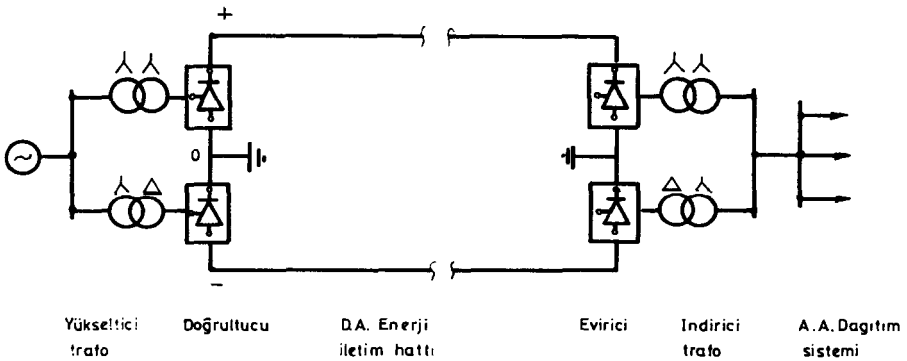 +
0
−
Yükseltici trafo
Doğrultucu
D.A. Enerji iletim hattı
Evirici
Indirici trafo
A.A. Dagıtım sistemi